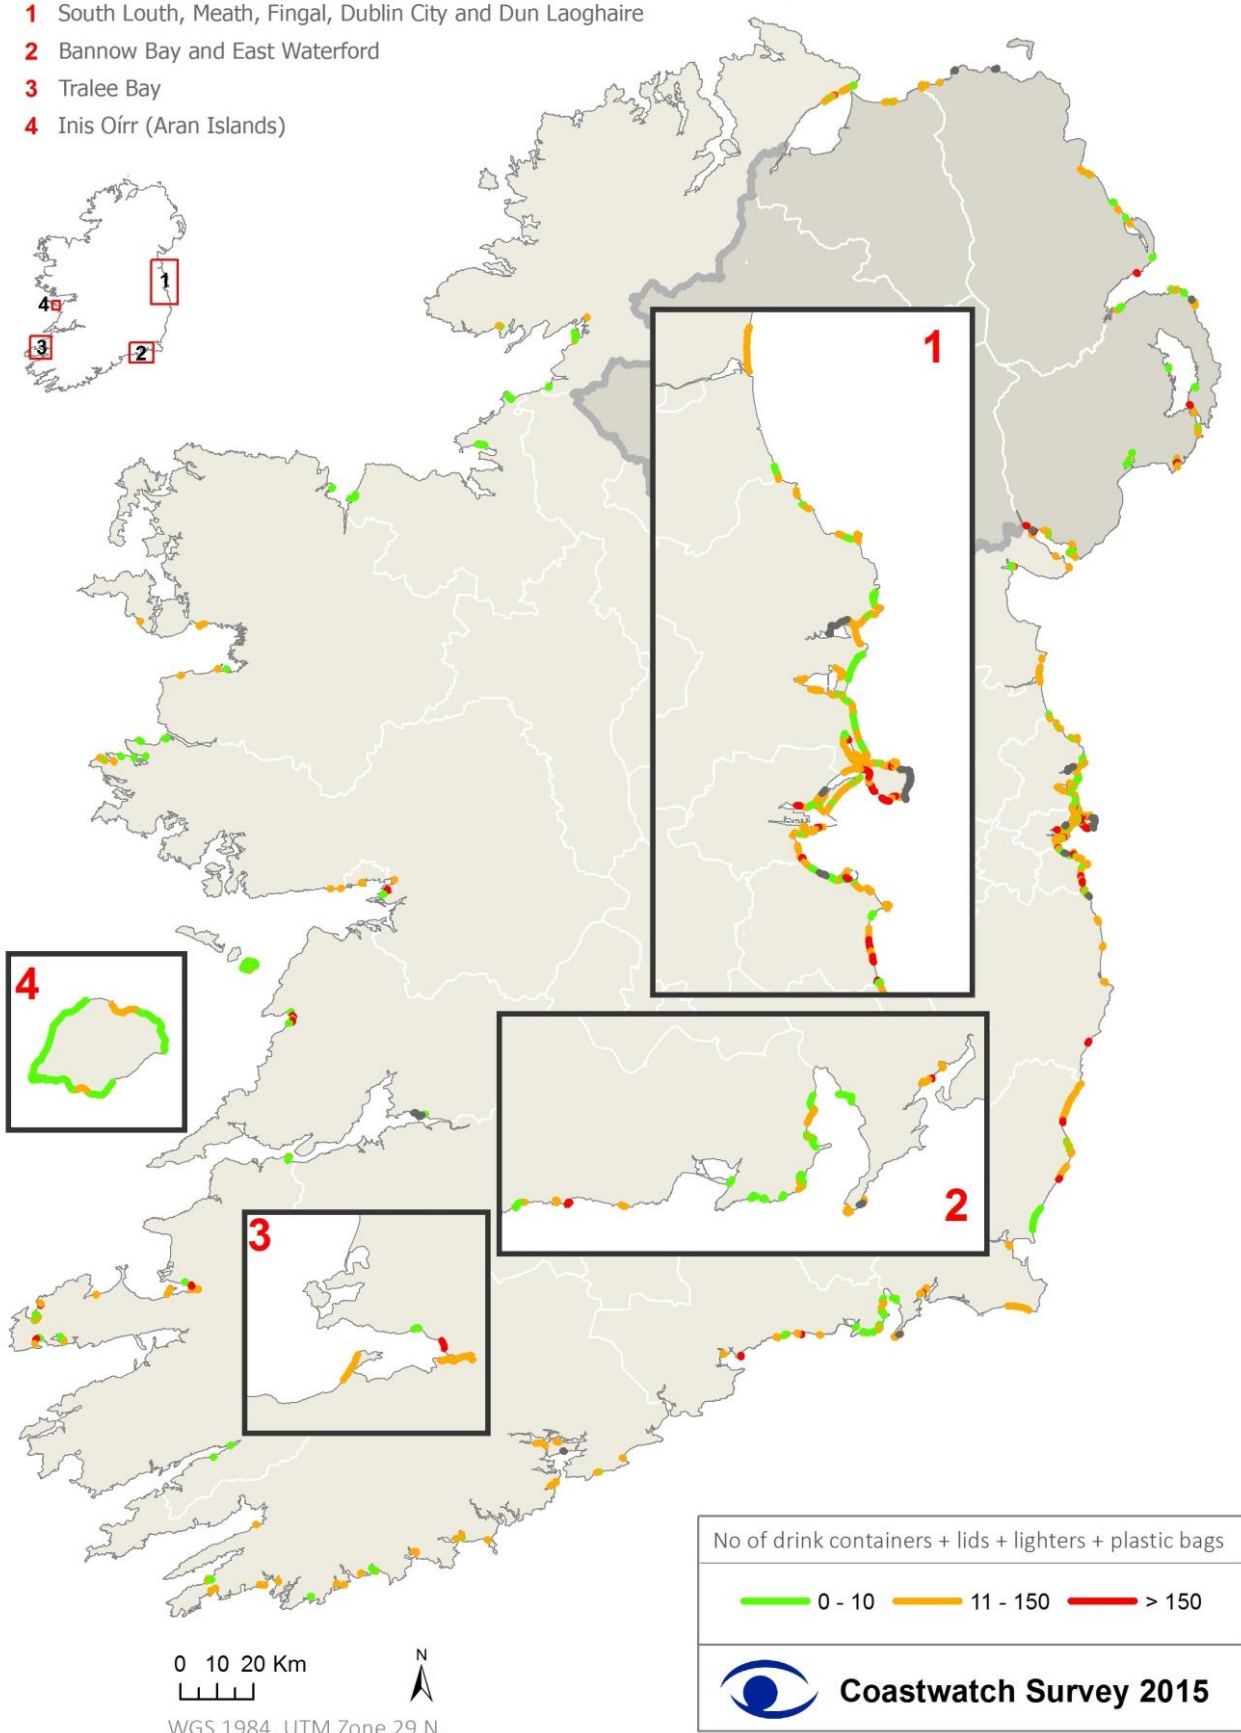 1 South Louth, Meath, Fingal, Dublin City and Dun Laoghaire
2 Bannow Bay and East Waterford
3 Tralee Bay
4 Inis Oírr (Aran Islands)
1
4
3
2
1
4
2
3
No of drink containers + lids + lighters + plastic bags
0 - 10 11 - 150 > 150
0 10 20 Km
N
WGS 1984 UTM Zone 29 N
Coastwatch Survey 2015